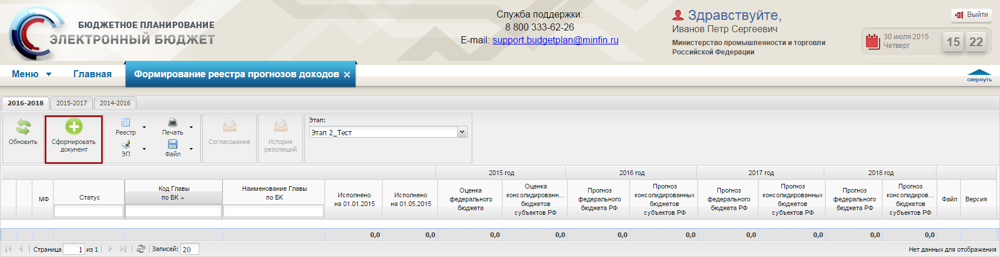 БЮДЖЕТНОЕ ПЛАНИРОВАНИЕ
ЭЛЕКТРОННЫЙ БЮДЖЕТ
Служба поддержки:
8 800 333-62-26
E-mail: support.budgetplan@minfin.ru
Здравствуйте,
Иванов Петр Сергеевич
Министерство промышленности и торговли
Российской Федерации
Выйти
30 июля 2015
Четверг
15 22
Меню Главная Формирование реестра прогнозов доходов
свернуть
2016-2018 2015-2017 2014-2016
Обновить
Сформировать
документ
Реестр
ЭП
Печать
Файл
Согласование
История
резолюций
Этап:
Этап 2_Тест
2015 год 2016 год 2017 год 2018 год
МФ
Статус
Код Главы
по БК
Наименование Главы
по БК
Исполнено
на 01.01.2015
Исполнено
на 01.05.2015
Оценка
федерального
бюджета
Оценка
консолидированн...
бюджетов
субъектов РФ
Прогноз
федерального
бюджета РФ
Прогноз
консолидированных
бюджетов
субъектов РФ
Прогноз
федерального
бюджета РФ
Прогноз
консолидированных
бюджетов
субъектов РФ
Прогноз
федерального
бюджета РФ
Прогноз
консолидиров...
бюджетов
субъектов РФ
Файл
Версия
0,0 0,0 0,0 0,0 0,0 0,0 0,0 0,0 0,0 0,0
Страница 1 из 1 Записей: 20
Нет данных для отображения